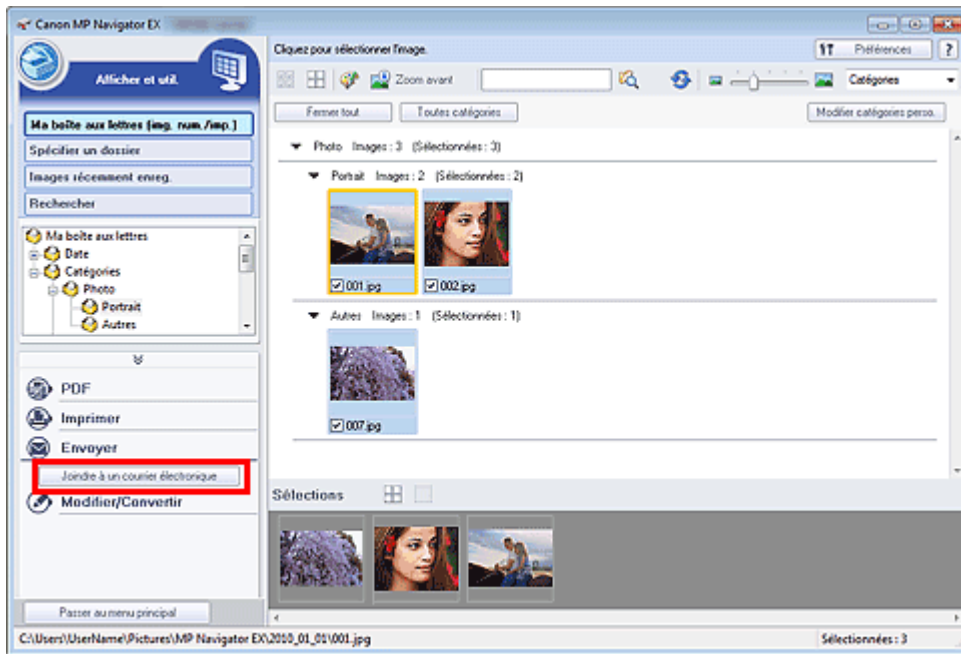 Canon MP Navigator EX
Afficher et util.
Ma boîte aux lettres (img. num./imp.)
Spécifier un dossier
Images récemment enreg.
Rechercher
Ma boîte aux lettres
Date
Catégories
Photo
Portrait
Autres
PDF
Imprimer
Envoyer
Joindre à un courrier électronique
Modifier/Convertir
Passer au menu principal
Cliquez pour sélectionner l'image.
Préférences
?
Zoom avant
Catégories
Fermer tout
Toutes catégories
Modifier catégories perso.
Photo Images : 3 (Sélectionnées : 3)
Portrait Images : 2 (Sélectionnées : 2)
001.jpg
002.jpg
Autres Images : 1 (Sélectionnées : 1)
007.jpg
Sélections
C:\Users\UserName\Pictures\MP Navigator EX\2010_01_01\001.jpg
Sélectionnées : 3